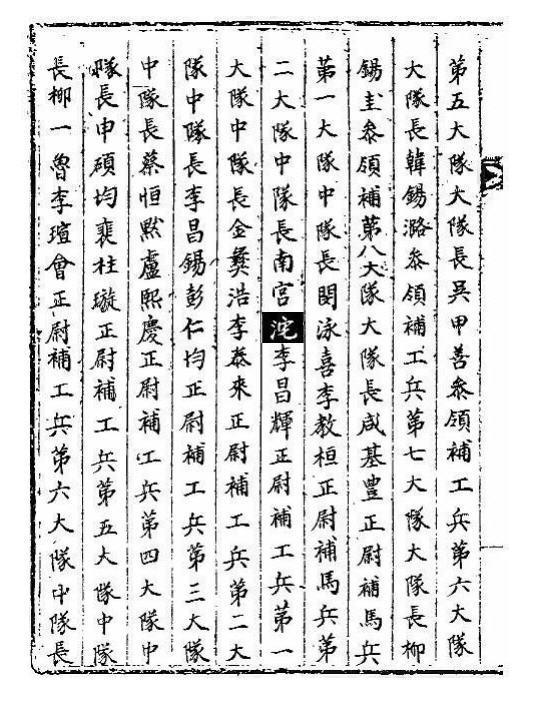 第五大隊大隊長吳甲善叅領補工兵第六大隊
大隊長韓錫潞叅領補工兵第七大隊大隊長柳
錫圭叅領補第八大隊大隊長咸基豊正尉補馬兵
第一大隊中隊長閔泳喜李教桓正尉補馬兵第
二大隊中隊長南宮沱李昌輝正尉補工兵第一
大隊中隊長金彛浩李泰來正尉補工兵第二大
隊中隊長李昌錫彭仁均正尉補工兵第三大隊
中隊長蔡恒默盧熙慶正尉補工兵第四大隊中
隊長申碩均裵柱璇正尉補工兵第五大隊中隊
長柳一魯李瑄會正尉補工兵第六大隊中隊長